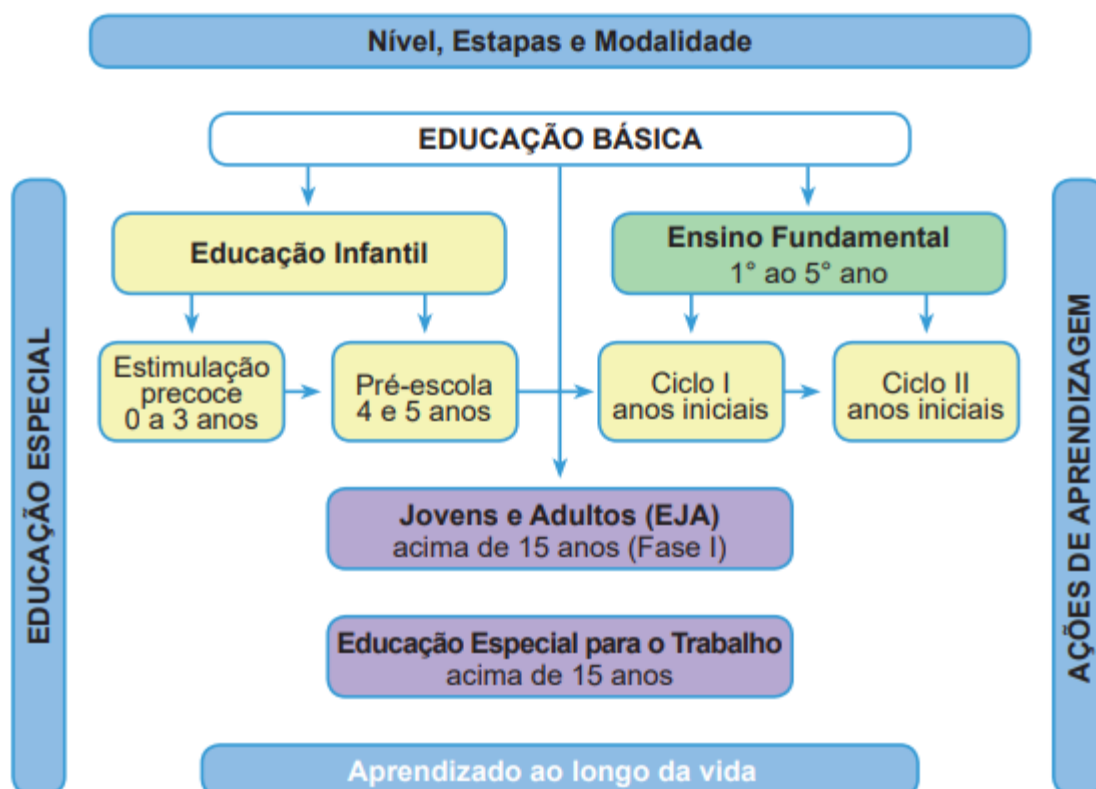 Nível, Estapas e Modalidade
EDUCAÇÃO BÁSICA
Educação Infantil
Ensino Fundamental
1° ao 5° ano
Estimulação
precoce
0 a 3 anos
Pré-escola
4 e 5 anos
Ciclo I
anos iniciais
Ciclo II
anos iniciais
Jovens e Adultos (EJA)
acima de 15 anos (Fase I)
Educação Especial para o Trabalho
acima de 15 anos
Aprendizado ao longo da vida
EDUCAÇÃO ESPECIAL
AÇÕES DE APRENDIZAGEM